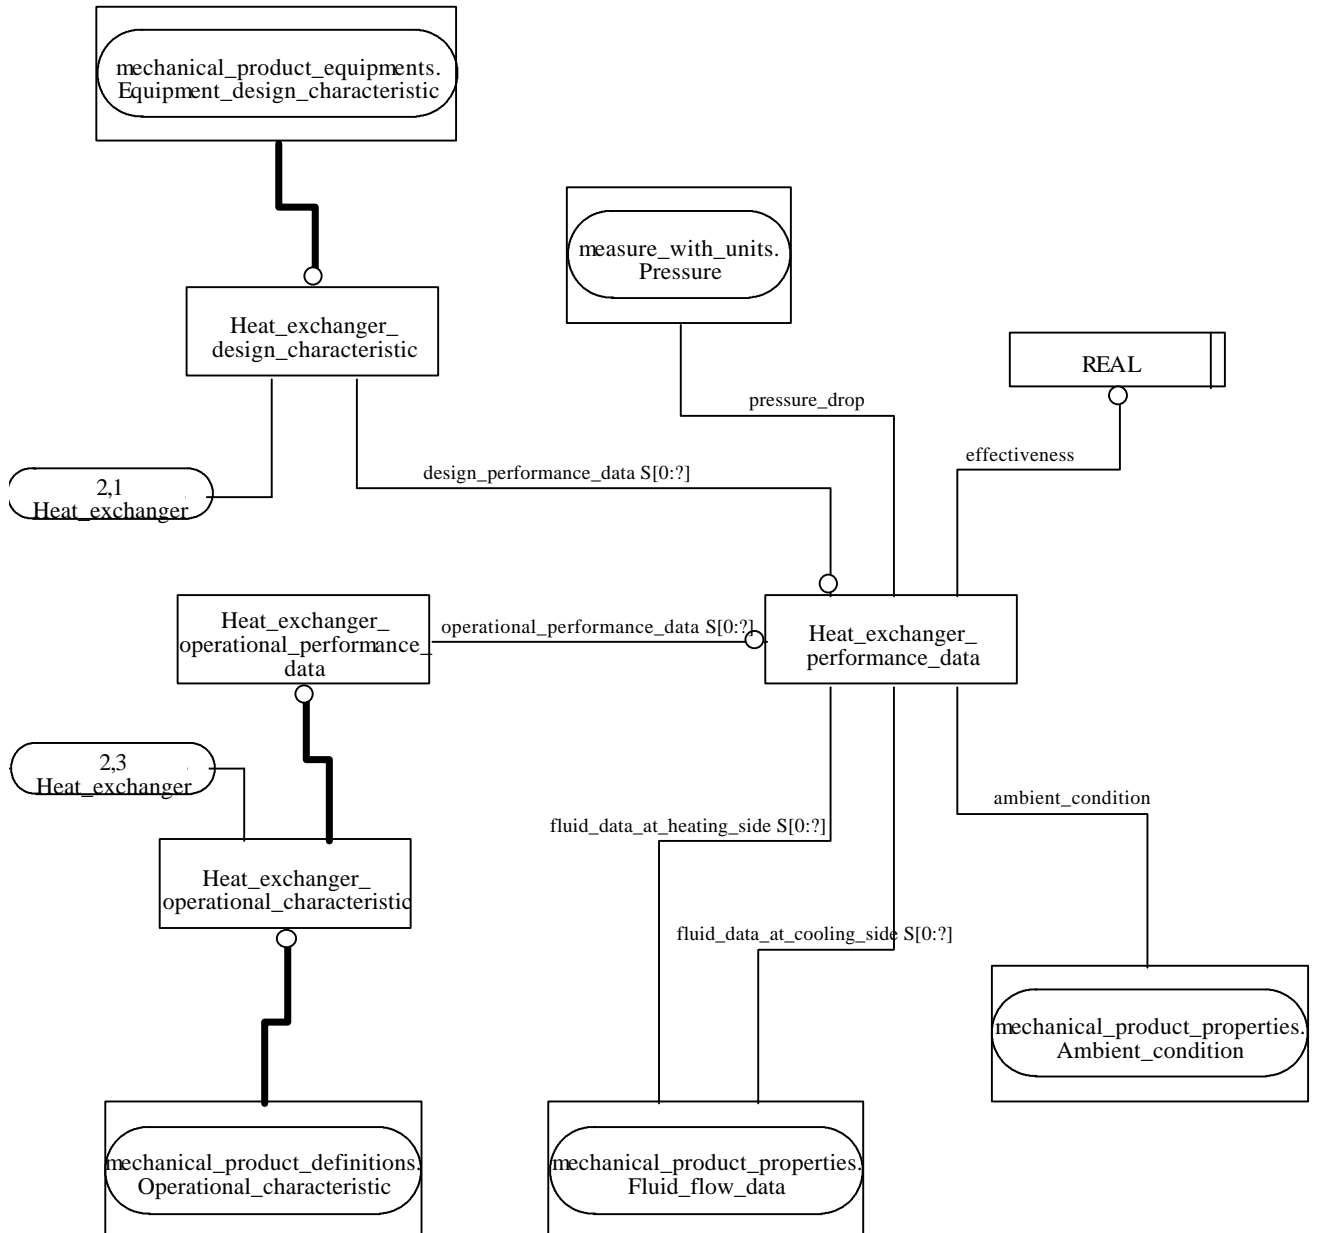 mechanical_product_equipments.
Equipment_design_characteristic
measure_with_units.
Pressure
Heat_exchanger_
design_characteristic
REAL
pressure_drop
effectiveness
design_performance_data S[0:?]
2,1
Heat_exchanger
Heat_exchanger_
operational_performance_
data
operational_performance_data S[0:?]
Heat_exchanger_
performance_data
2,3
Heat_exchanger
ambient_condition
fluid_data_at_heating_side S[0:?]
Heat_exchanger_
operational_characteristic
fluid_data_at_cooling_side S[0:?]
mechanical_product_properties.
Ambient_condition
mechanical_product_definitions.
Operational_characteristic
mechanical_product_properties.
Fluid_flow_data